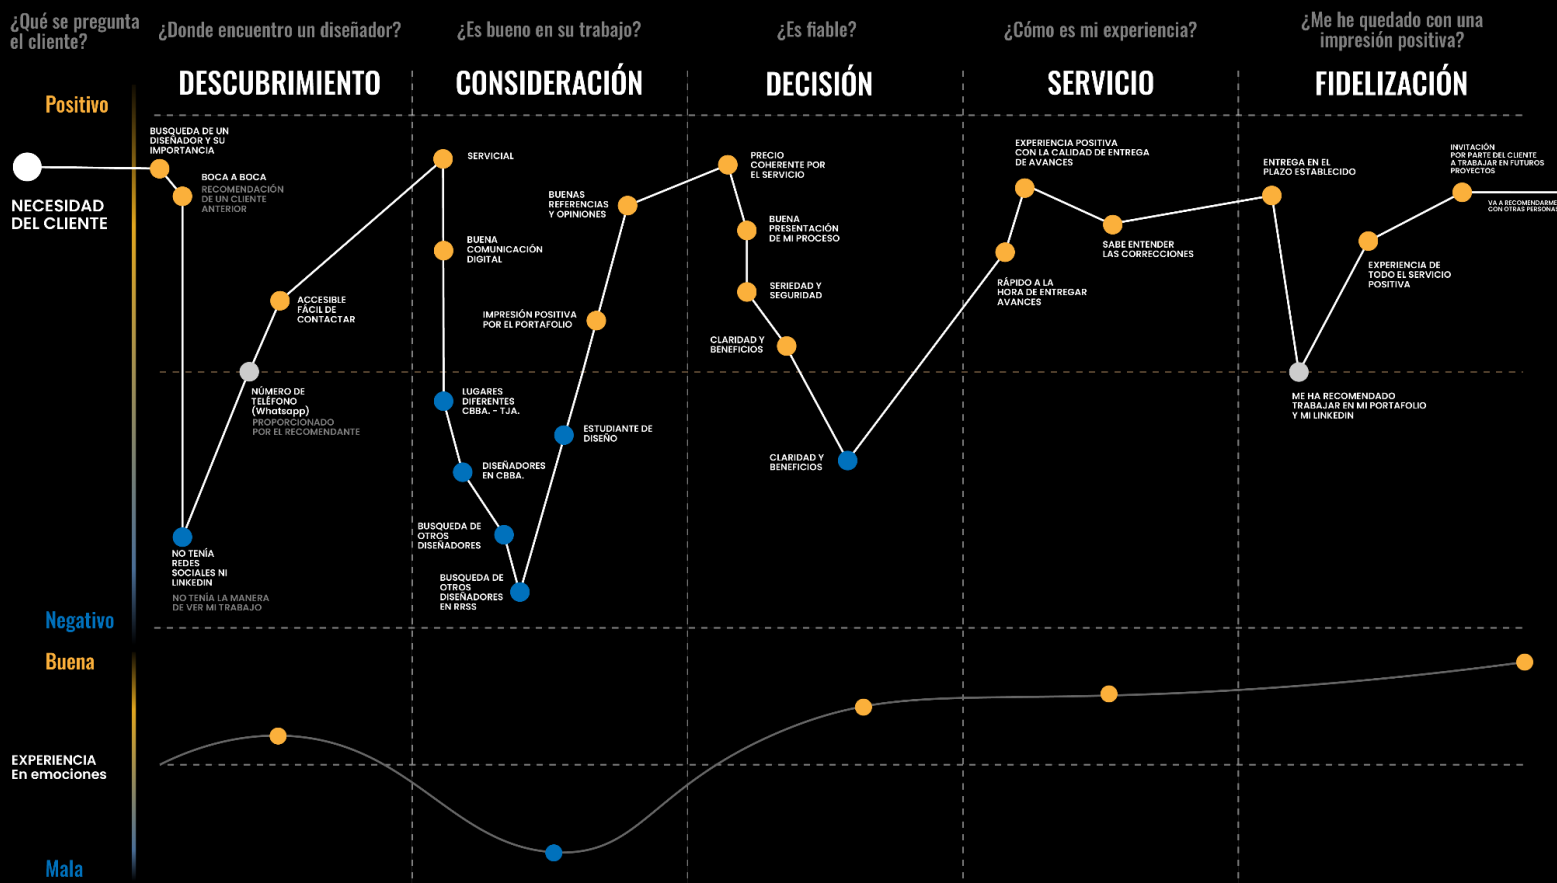 ¿Qué se pregunta
el cliente?
¿Donde encuentro un diseñador?
¿Es bueno en su trabajo?
¿Es fiable?
¿Cómo es mi experiencia?
¿Me he quedado con una
impresión positiva?
DESCUBRIMIENTO
CONSIDERACIÓN
DECISIÓN
SERVICIO
FIDELIZACIÓN
Positivo
NECESIDAD
DEL CLIENTE
BUSQUEDA DE UN
DISEÑADOR Y SU
IMPORTANCIA
BOCA A BOCA
RECOMENDACIÓN
DE UN CLIENTE
ANTERIOR
ACCESIBLE
FÁCIL DE
CONTACTAR
NÚMERO DE
TELÉFONO
(Whatsapp)
PROPORCIONADO
POR EL RECOMENDANTE
NO TENÍA
REDES
SOCIALES NI
LINKEDIN
NO TENÍA LA MANERA
DE VER MI TRABAJO
SERVICIAL
BUENA
COMUNICACIÓN
DIGITAL
LUGARES
DIFERENTES
CBBA. - TJA.
DISEÑADORES
EN CBBA.
BUSQUEDA DE
OTROS
DISEÑADORES
BUSQUEDA DE
OTROS
DISEÑADORES
EN RRSS
ESTUDIANTE DE
DISEÑO
IMPRESIÓN POSITIVA
POR EL PORTAFOLIO
BUENAS
REFERENCIAS
Y OPINIONES
PRECIO
COHERENTE POR
EL SERVICIO
BUENA
PRESENTACIÓN
DE MI PROCESO
SERIEDAD Y
SEGURIDAD
CLARIDAD Y
BENEFICIOS
CLARIDAD Y
BENEFICIOS
EXPERIENCIA POSITIVA
CON LA CALIDAD DE ENTREGA
DE AVANCES
RÁPIDO A LA
HORA DE ENTREGAR
AVANCES
SABE ENTENDER
LAS CORRECCIONES
ENTREGA EN EL
PLAZO ESTABLECIDO
ME HA RECOMENDADO
TRABAJAR EN MI PORTAFOLIO
Y MI LINKEDIN
EXPERIENCIA DE
TODO EL SERVICIO
POSITIVA
INVITACIÓN
POR PARTE DEL CLIENTE
A TRABAJAR EN FUTUROS
PROYECTOS
VA A RECOMENDARME
CON OTRAS PERSONAS
Negativo
Buena
EXPERIENCIA
En emociones
Mala